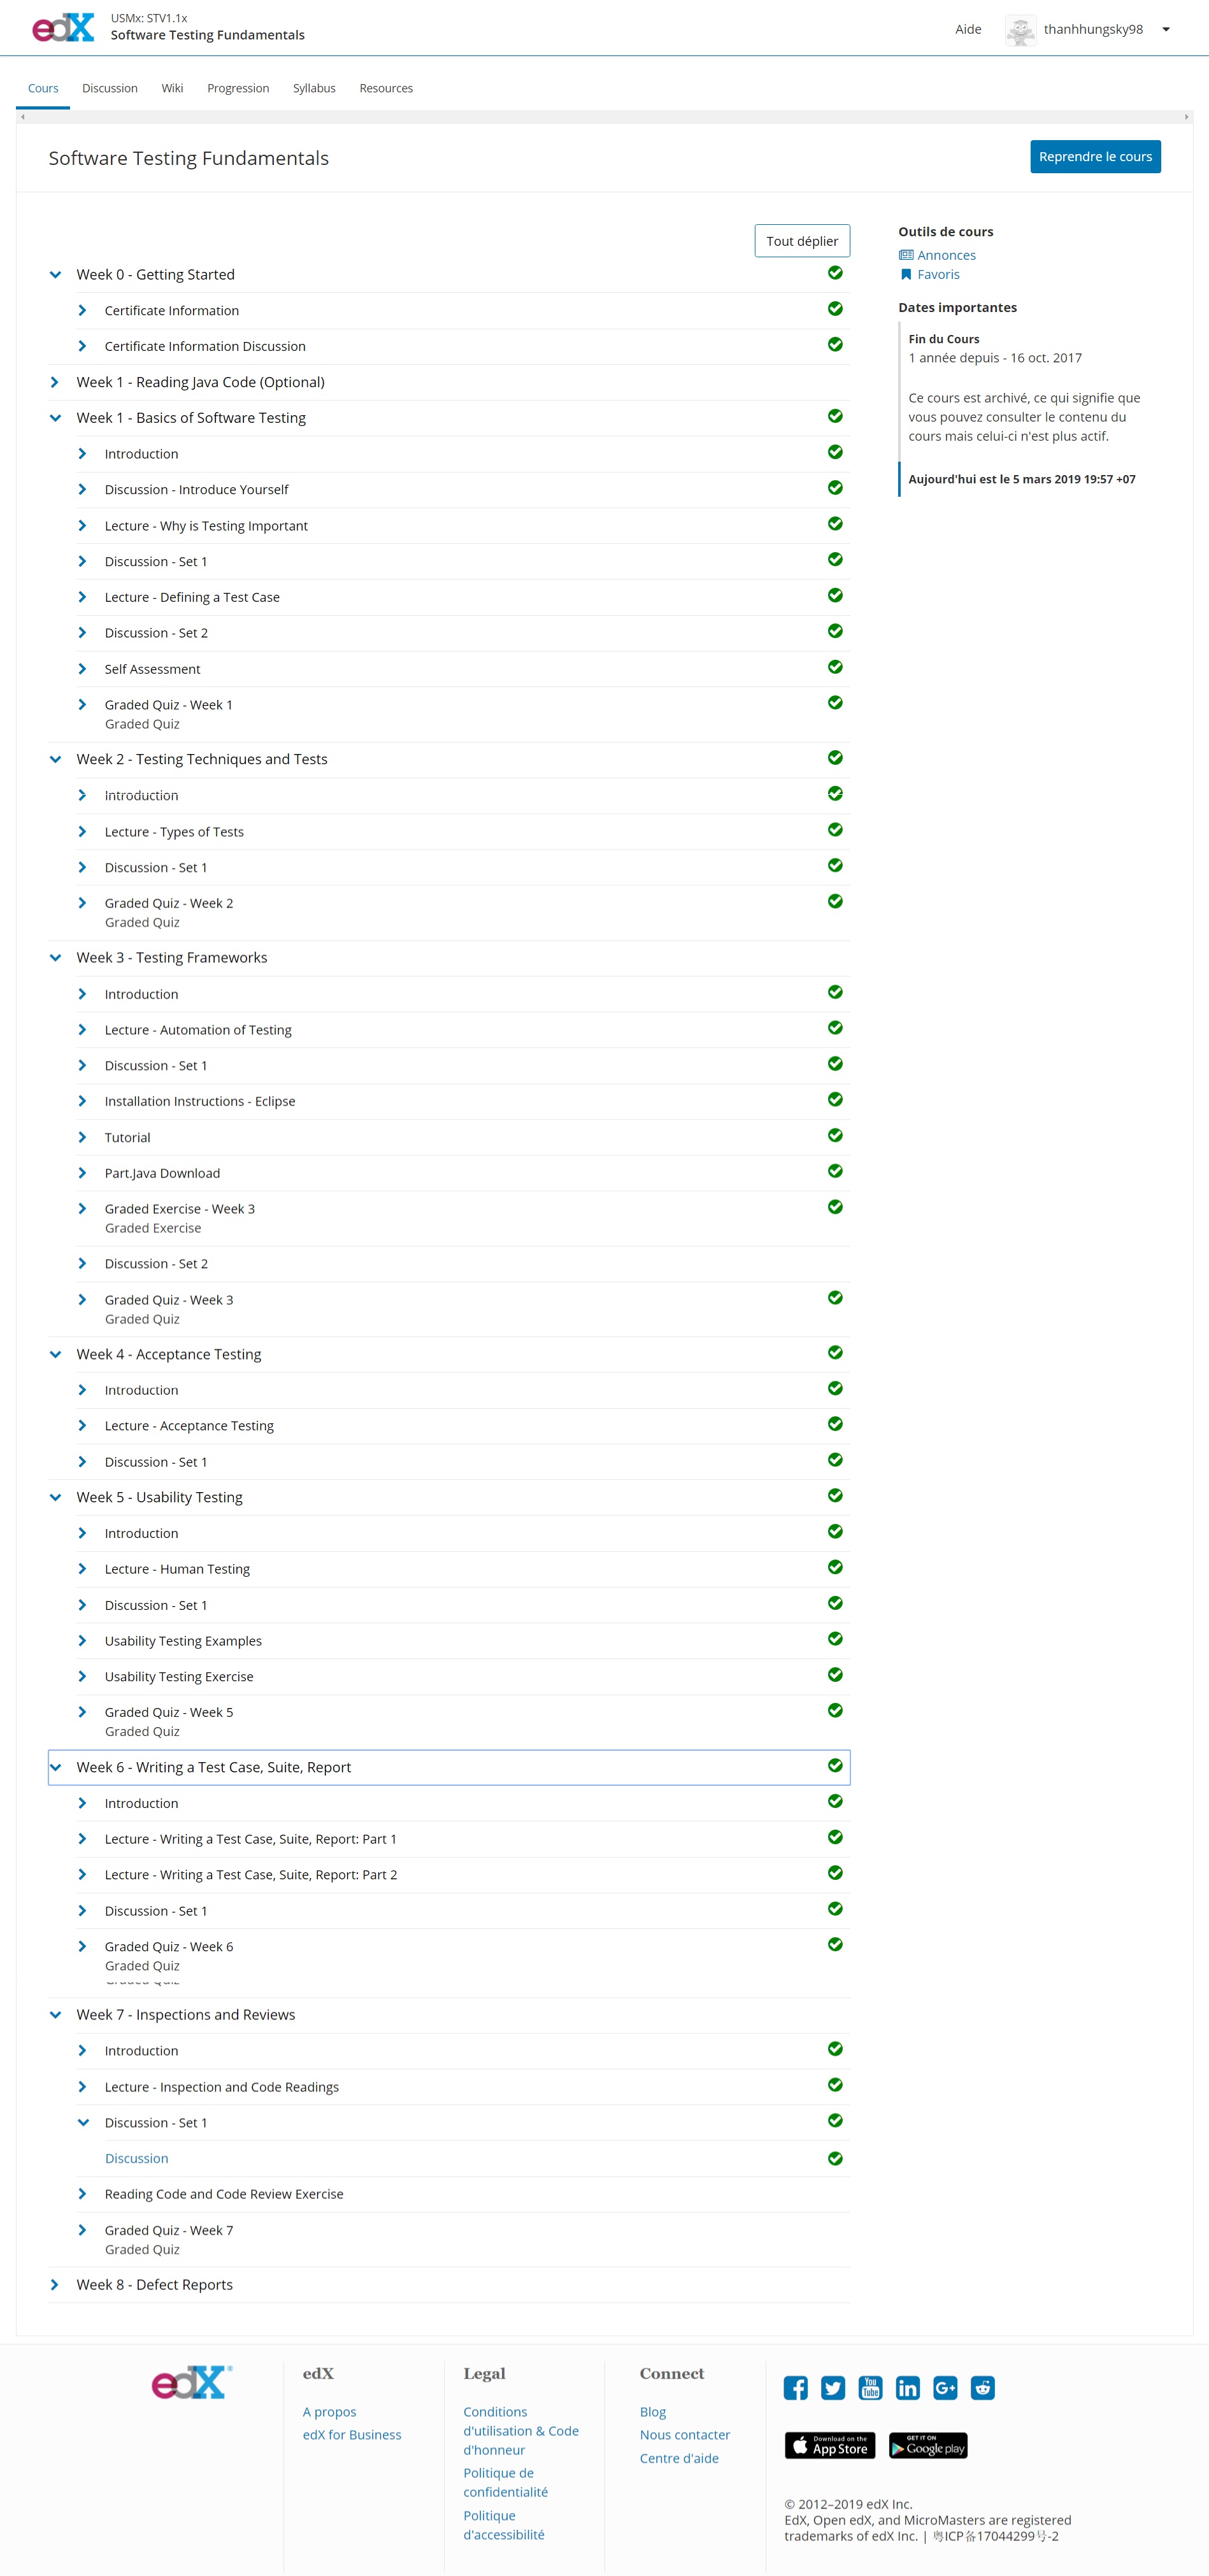 edX
USMx: STV1.1x
Software Testing Fundamentals
Aide
thanhhungsky98
Cours
Discussion
Wiki
Progression
Syllabus
Resources
Software Testing Fundamentals
Reprendre le cours
Tout déplier
Week 0 - Getting Started
Certificate Information
Certificate Information Discussion
Week 1 - Reading Java Code (Optional)
Week 1 - Basics of Software Testing
Introduction
Discussion - Introduce Yourself
Lecture - Why is Testing Important
Discussion - Set 1
Lecture - Defining a Test Case
Discussion - Set 2
Self Assessment
Graded Quiz - Week 1
Graded Quiz
Week 2 - Testing Techniques and Tests
Introduction
Lecture - Types of Tests
Discussion - Set 1
Graded Quiz - Week 2
Graded Quiz
Week 3 - Testing Frameworks
Introduction
Lecture - Automation of Testing
Discussion - Set 1
Installation Instructions - Eclipse
Tutorial
Part.Java Download
Graded Exercise - Week 3
Graded Exercise
Discussion - Set 2
Graded Quiz - Week 3
Graded Quiz
Week 4 - Acceptance Testing
Introduction
Lecture - Acceptance Testing
Discussion - Set 1
Week 5 - Usability Testing
Introduction
Lecture - Human Testing
Discussion - Set 1
Usability Testing Examples
Usability Testing Exercise
Graded Quiz - Week 5
Graded Quiz
Week 6 - Writing a Test Case, Suite, Report
Introduction
Lecture - Writing a Test Case, Suite, Report: Part 1
Lecture - Writing a Test Case, Suite, Report: Part 2
Discussion - Set 1
Graded Quiz - Week 6
Graded Quiz
Week 7 - Inspections and Reviews
Introduction
Lecture - Inspection and Code Readings
Discussion - Set 1
Discussion
Reading Code and Code Review Exercise
Graded Quiz - Week 7
Graded Quiz
Week 8 - Defect Reports
Outils de cours
Annonces
Favoris
Dates importantes
Fin du Cours
1 année depuis - 16 oct. 2017
Ce cours est archivé, ce qui signifie que
vous pouvez consulter le contenu du
cours mais celui-ci n'est plus actif.
Aujourd'hui est le 5 mars 2019 19:57 +07
edX®
edX
A propos
edX for Business
Legal
Conditions
d'utilisation & Code
d'honneur
Politique de
confidentialité
Politique
d'accessibilité
Connect
Blog
Nous contacter
Centre d'aide
You
Tube
in
G+
Download on the
App Store
GET IT ON
Google play
© 2012–2019 edX Inc.
EdX, Open edX, and MicroMasters are registered
trademarks of edX Inc. | 粤ICP备17044299号-2